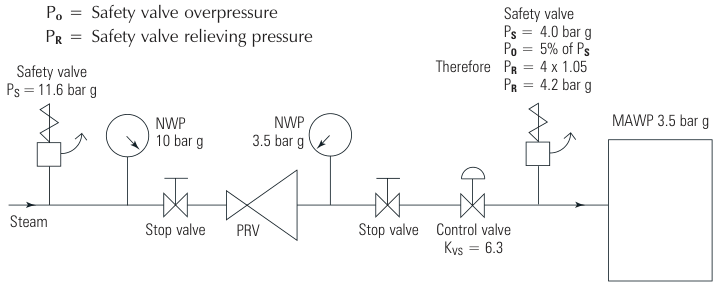 Po = Safety valve overpressure
PR = Safety valve relieving pressure
Safety valve
PS = 11.6 bar g
NWP
10 bar g
NWP
3.5 bar g
Safety valve
PS = 4.0 bar g
Po = 5% of PS
Therefore PR = 4 x 1.05
PR = 4.2 bar g
MAWP 3.5 bar g
Steam
Stop valve
PRV
Stop valve
Control valve
KVS = 6.3